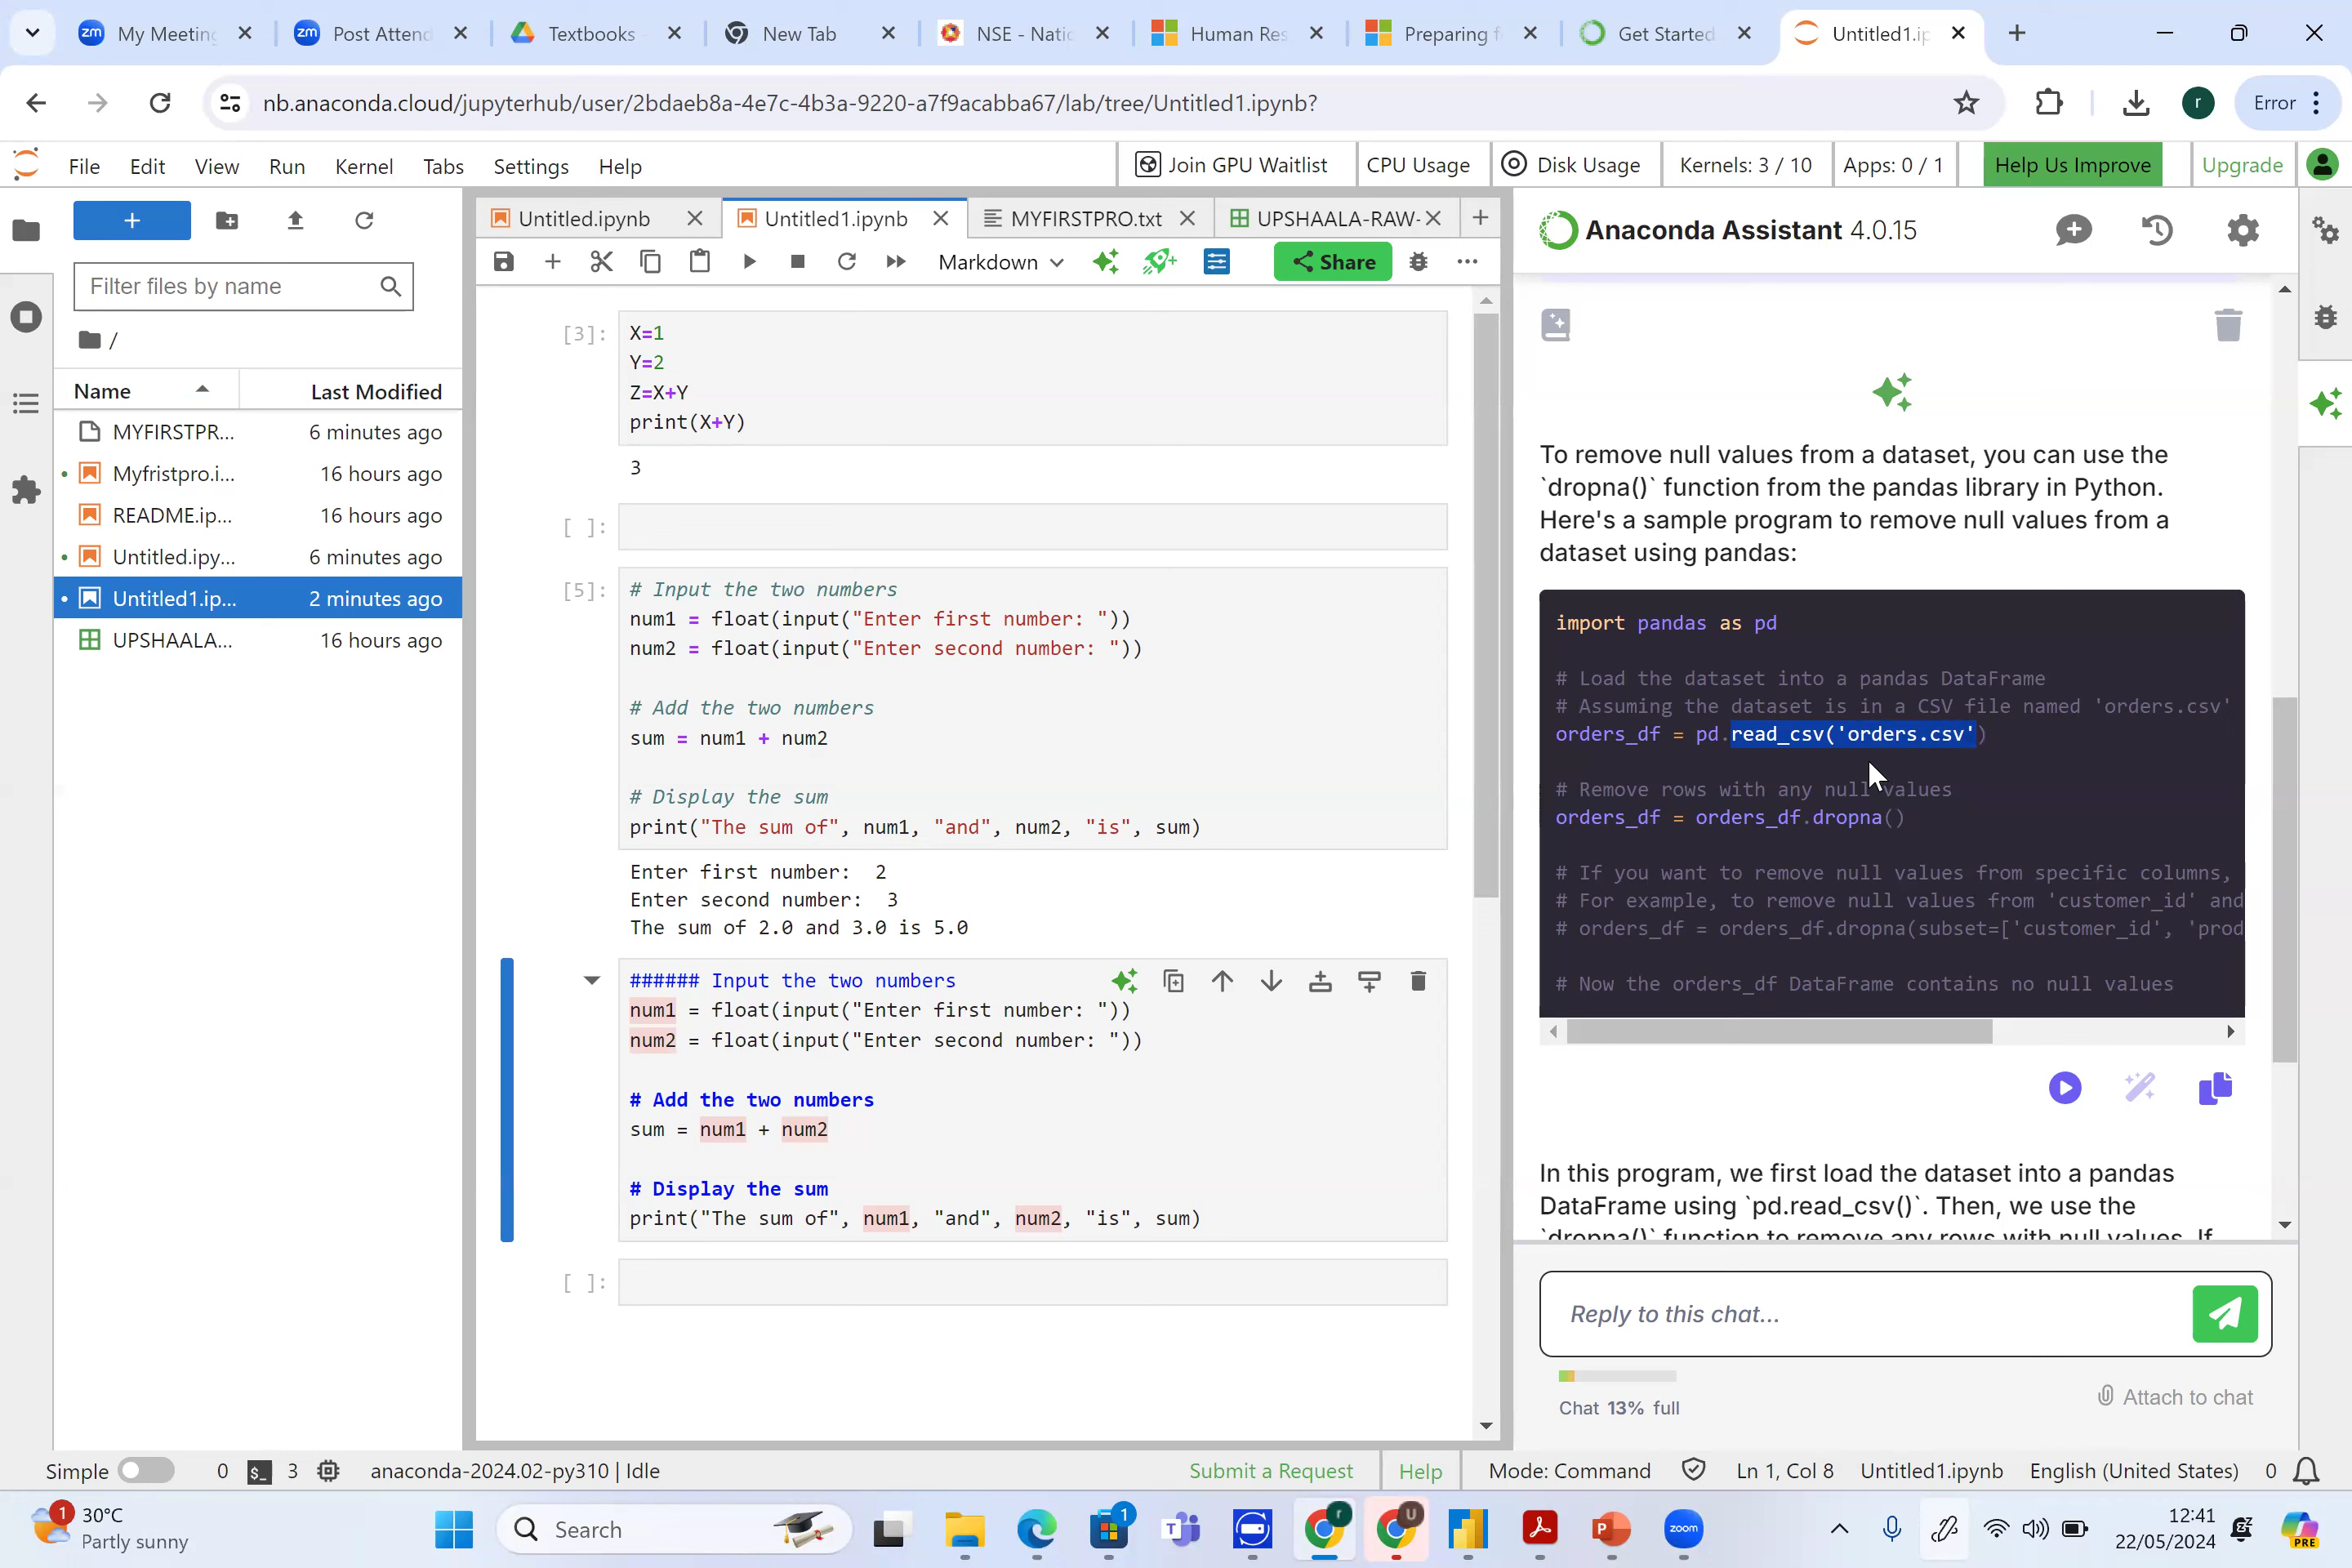 My Meeting
Post Attend
Textbooks
New Tab
NSE - Natio
Human Res
Preparing f
Get Started
Untitled1.ip
nb.anaconda.cloud/jupyterhub/user/2bdaeb8a-4e7c-4b3a-9220-a7f9acabba67/lab/tree/Untitled1.ipynb?
r
Error
File Edit View Run Kernel Tabs Settings Help
Join GPU Waitlist
CPU Usage
Disk Usage
Kernels: 3 / 10
Apps: 0 / 1
Help Us Improve
Upgrade
Filter files by name
/
Name Last Modified
MYFIRSTPR... 6 minutes ago
Myfristpro.i... 16 hours ago
README.ip... 16 hours ago
Untitled.ipy... 6 minutes ago
Untitled1.ip... 2 minutes ago
UPSHAALA... 16 hours ago
Untitled.ipynb
Untitled1.ipynb
MYFIRSTPRO.txt
UPSHAALA-RAW-
Markdown
Share
[3]:
X=1
Y=2
Z=X+Y
print(X+Y)
3
[ ]:
[5]:
# Input the two numbers
num1 = float(input("Enter first number: "))
num2 = float(input("Enter second number: "))
# Add the two numbers
sum = num1 + num2
# Display the sum
print("The sum of", num1, "and", num2, "is", sum)
Enter first number: 2
Enter second number: 3
The sum of 2.0 and 3.0 is 5.0
###### Input the two numbers
num1 = float(input("Enter first number: "))
num2 = float(input("Enter second number: "))
# Add the two numbers
sum = num1 + num2
# Display the sum
print("The sum of", num1, "and", num2, "is", sum)
[ ]:
Anaconda Assistant 4.0.15
To remove null values from a dataset, you can use the
`dropna()` function from the pandas library in Python.
Here's a sample program to remove null values from a
dataset using pandas:
import pandas as pd
# Load the dataset into a pandas DataFrame
# Assuming the dataset is in a CSV file named 'orders.csv'
orders_df = pd.read_csv('orders.csv')
# Remove rows with any null values
orders_df = orders_df.dropna()
# If you want to remove null values from specific columns,
# For example, to remove null values from 'customer_id' and
# orders_df = orders_df.dropna(subset=['customer_id', 'prod
# Now the orders_df DataFrame contains no null values
In this program, we first load the dataset into a pandas
DataFrame using `pd.read_csv()`. Then, we use the
`dropna()` function to remove any rows with null values. If
Reply to this chat...
Chat 13% full
Attach to chat
Simple 0 3 anaconda-2024.02-py310 | Idle
Submit a Request
Help
Mode: Command
Ln 1, Col 8
Untitled1.ipynb
English (United States)
0
1
30°C
Partly sunny
Search
1
r
U
zoom
12:41
22/05/2024
PRE